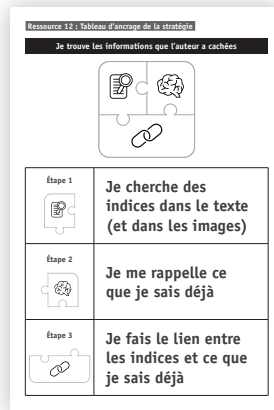 Ressource 12 : Tableau d'ancrage de la stratégie
Je trouve les informations que l'auteur a cachées
Étape 1
Je cherche des
indices dans le texte
(et dans les images)
Étape 2
Je me rappelle ce
que je sais déjà
Étape 3
Je fais le lien entre
les indices et ce que
je sais déjà